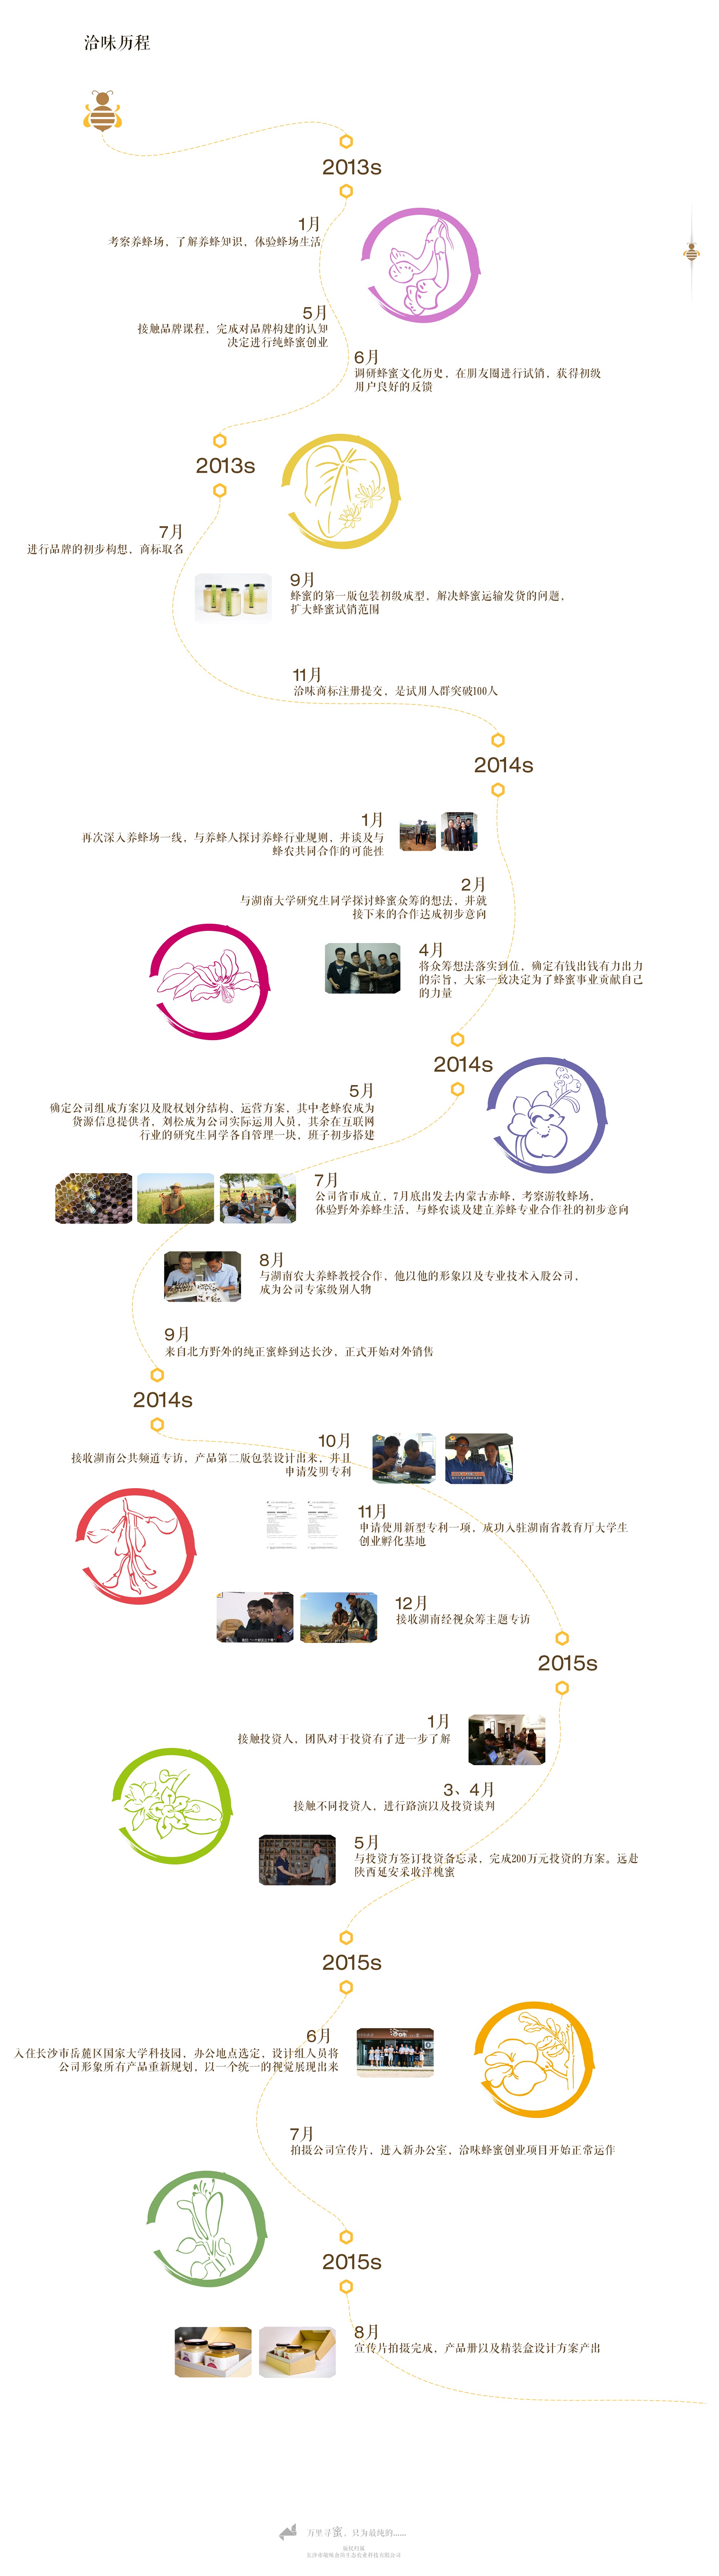 洽味历程
2013s
1月
考察养蜂场，了解养蜂知识，体验蜂场生活
5月
接触品牌课程，完成对品牌构建的认知
决定进行纯蜂蜜创业
6月
调研蜂蜜文化历史，在朋友圈进行试销，获得初级
用户良好的反馈
2013s
7月
进行品牌的初步构想，商标取名
9月
蜂蜜的第一版包装初级成型，解决蜂蜜运输发货的问题，
扩大蜂蜜试销范围
11月
洽味商标注册提交，是试用人群突破100人
2014s
1月
再次深入养蜂场一线，与养蜂人探讨养蜂行业规则，并谈及与
蜂农共同合作的可能性
2月
与湖南大学研究生同学探讨蜂蜜众筹的想法，并就
接下来的合作达成初步意向
4月
将众筹想法落实到位，确定有钱出钱有力出力
的宗旨，大家一致决定为了蜂蜜事业贡献自己
的力量
2014s
5月
确定公司组成方案以及股权划分结构、运营方案，其中老蜂农成为
货源信息提供者，刘松成为公司实际运用人员，其余在互联网
行业的研究生同学各自管理一块，班子初步搭建
7月
公司省市成立，7月底出发去内蒙古赤峰，考察游牧蜂场，
体验野外养蜂生活，与蜂农谈及建立养蜂专业合作社的初步意向
8月
与湖南农大养蜂教授合作，他以他的形象以及专业技术入股公司，
成为公司专家级别人物
9月
来自北方野外的纯正蜜蜂到达长沙，正式开始对外销售
2014s
10月
接收湖南公共频道专访，产品第二版包装设计出来，并且
申请发明专利
11月
申请使用新型专利一项，成功入驻湖南省教育厅大学生
创业孵化基地
12月
接收湖南经视众筹主题专访
2015s
1月
接触投资人，团队对于投资有了进一步了解
3、4月
接触不同投资人，进行路演以及投资谈判
5月
与投资方签订投资备忘录，完成200万元投资的方案。远赴
陕西延安采收洋槐蜜
2015s
6月
入住长沙市岳麓区国家大学科技园，办公地点选定，设计组人员将
公司形象所有产品重新规划，以一个统一的视觉展现出来
7月
拍摄公司宣传片，进入新办公室，洽味蜂蜜创业项目开始正常运作
2015s
8月
宣传片拍摄完成，产品册以及精装盒设计方案产出
万里寻蜜，只为最纯的......
版权归属